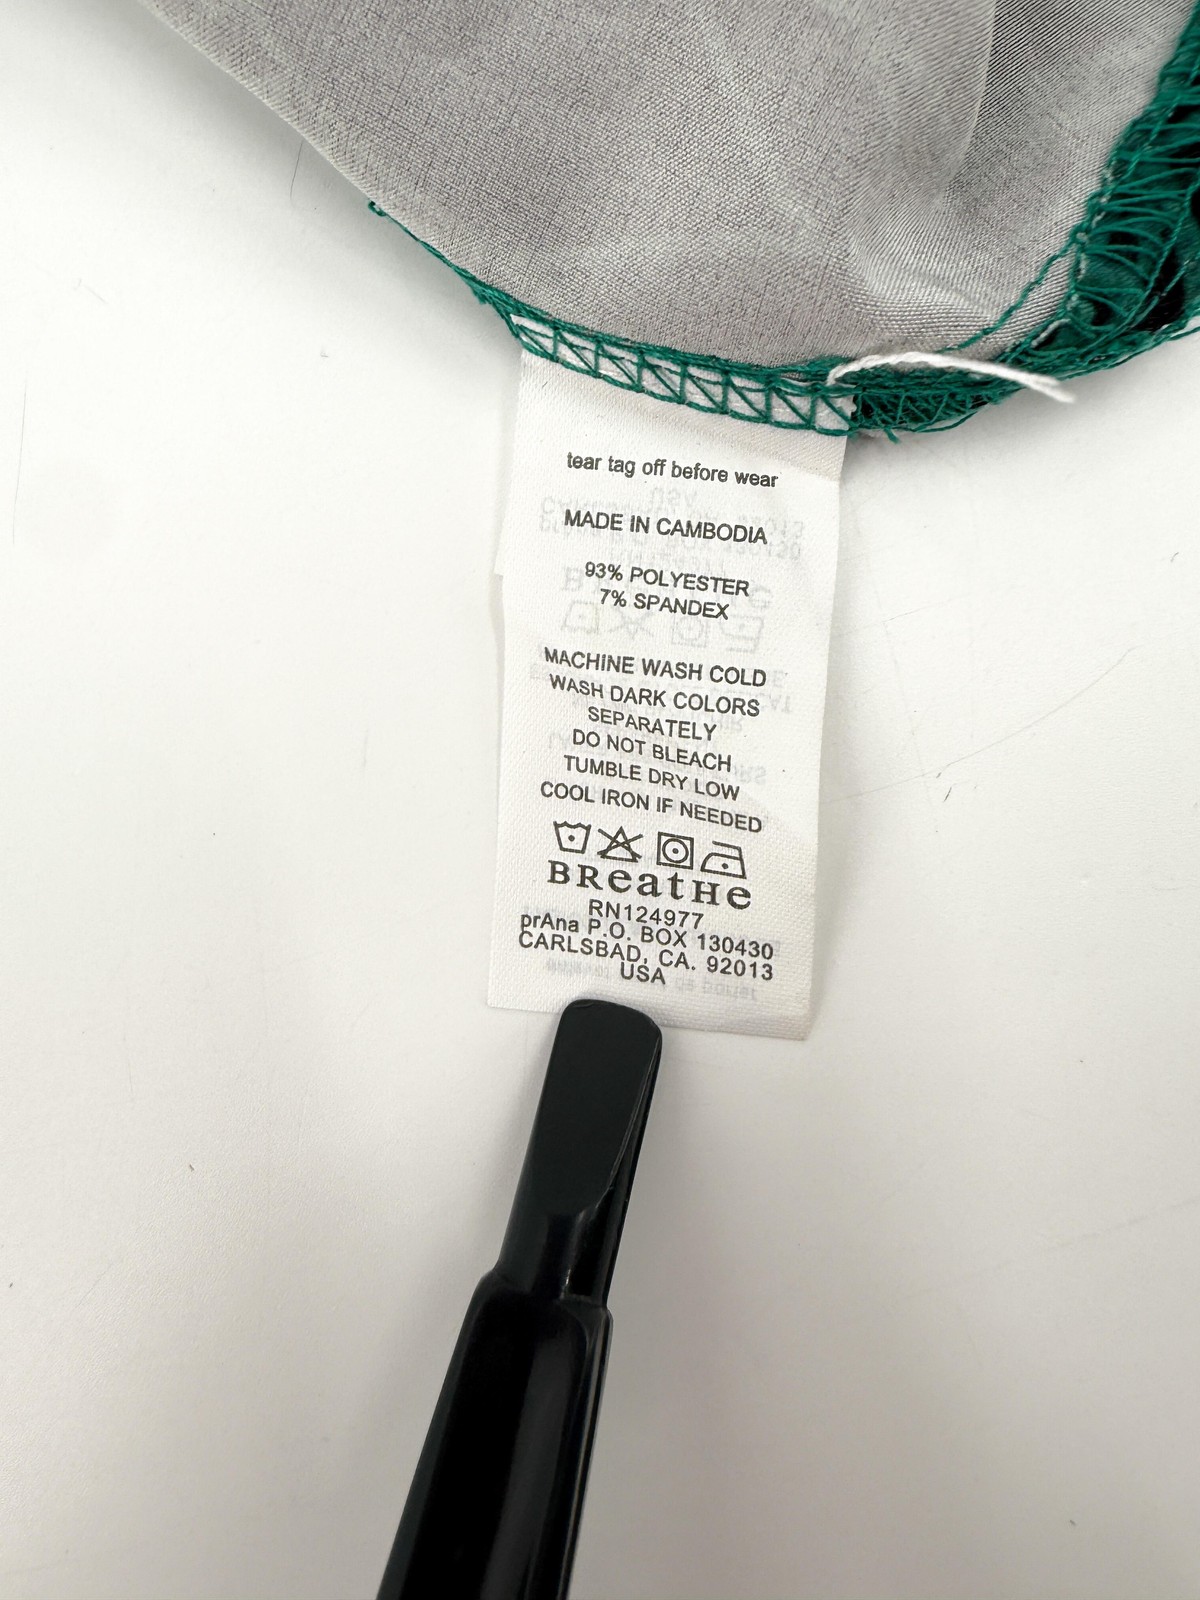 tear tag off before wear
MADE IN CAMBODIA
93% POLYESTER
7% SPANDEX
MACHINE WASH COLD
WASH DARK COLORS
SEPARATELY
DO NOT BLEACH
TUMBLE DRY LOW
COOL IRON IF NEEDED
BReatHe
RN124977
prAna P.O. BOX 130430
CARLSBAD, CA. 92013
USA